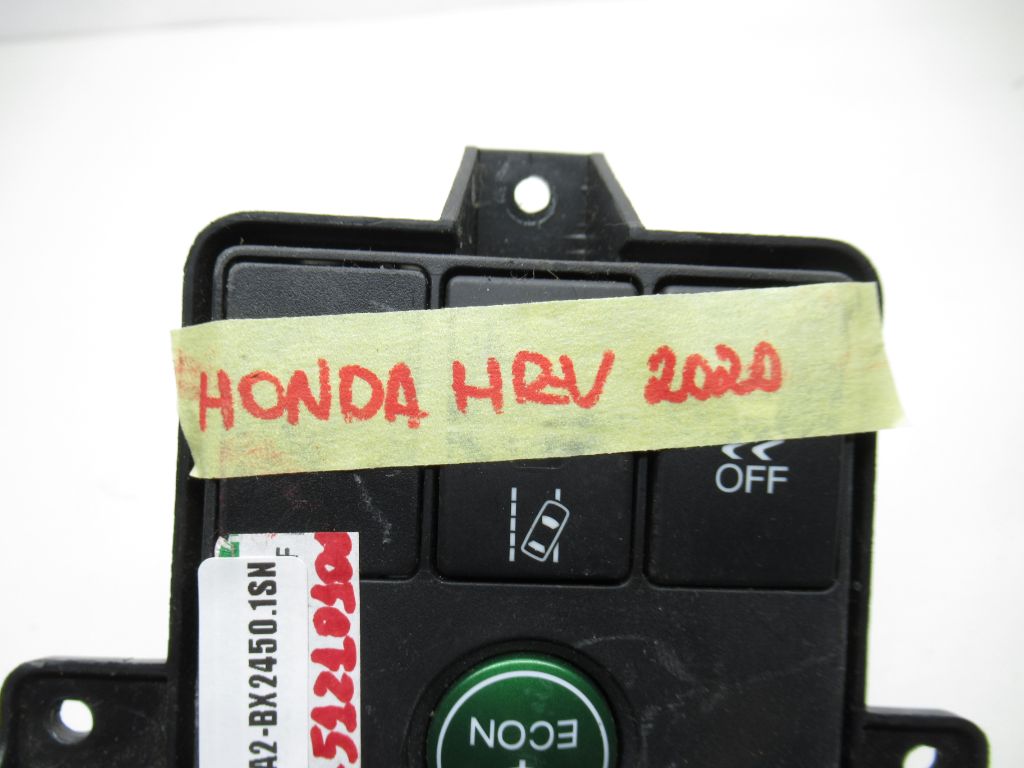 HONDA HRV 2020
OFF
A2-BX2450.1SN
ECON